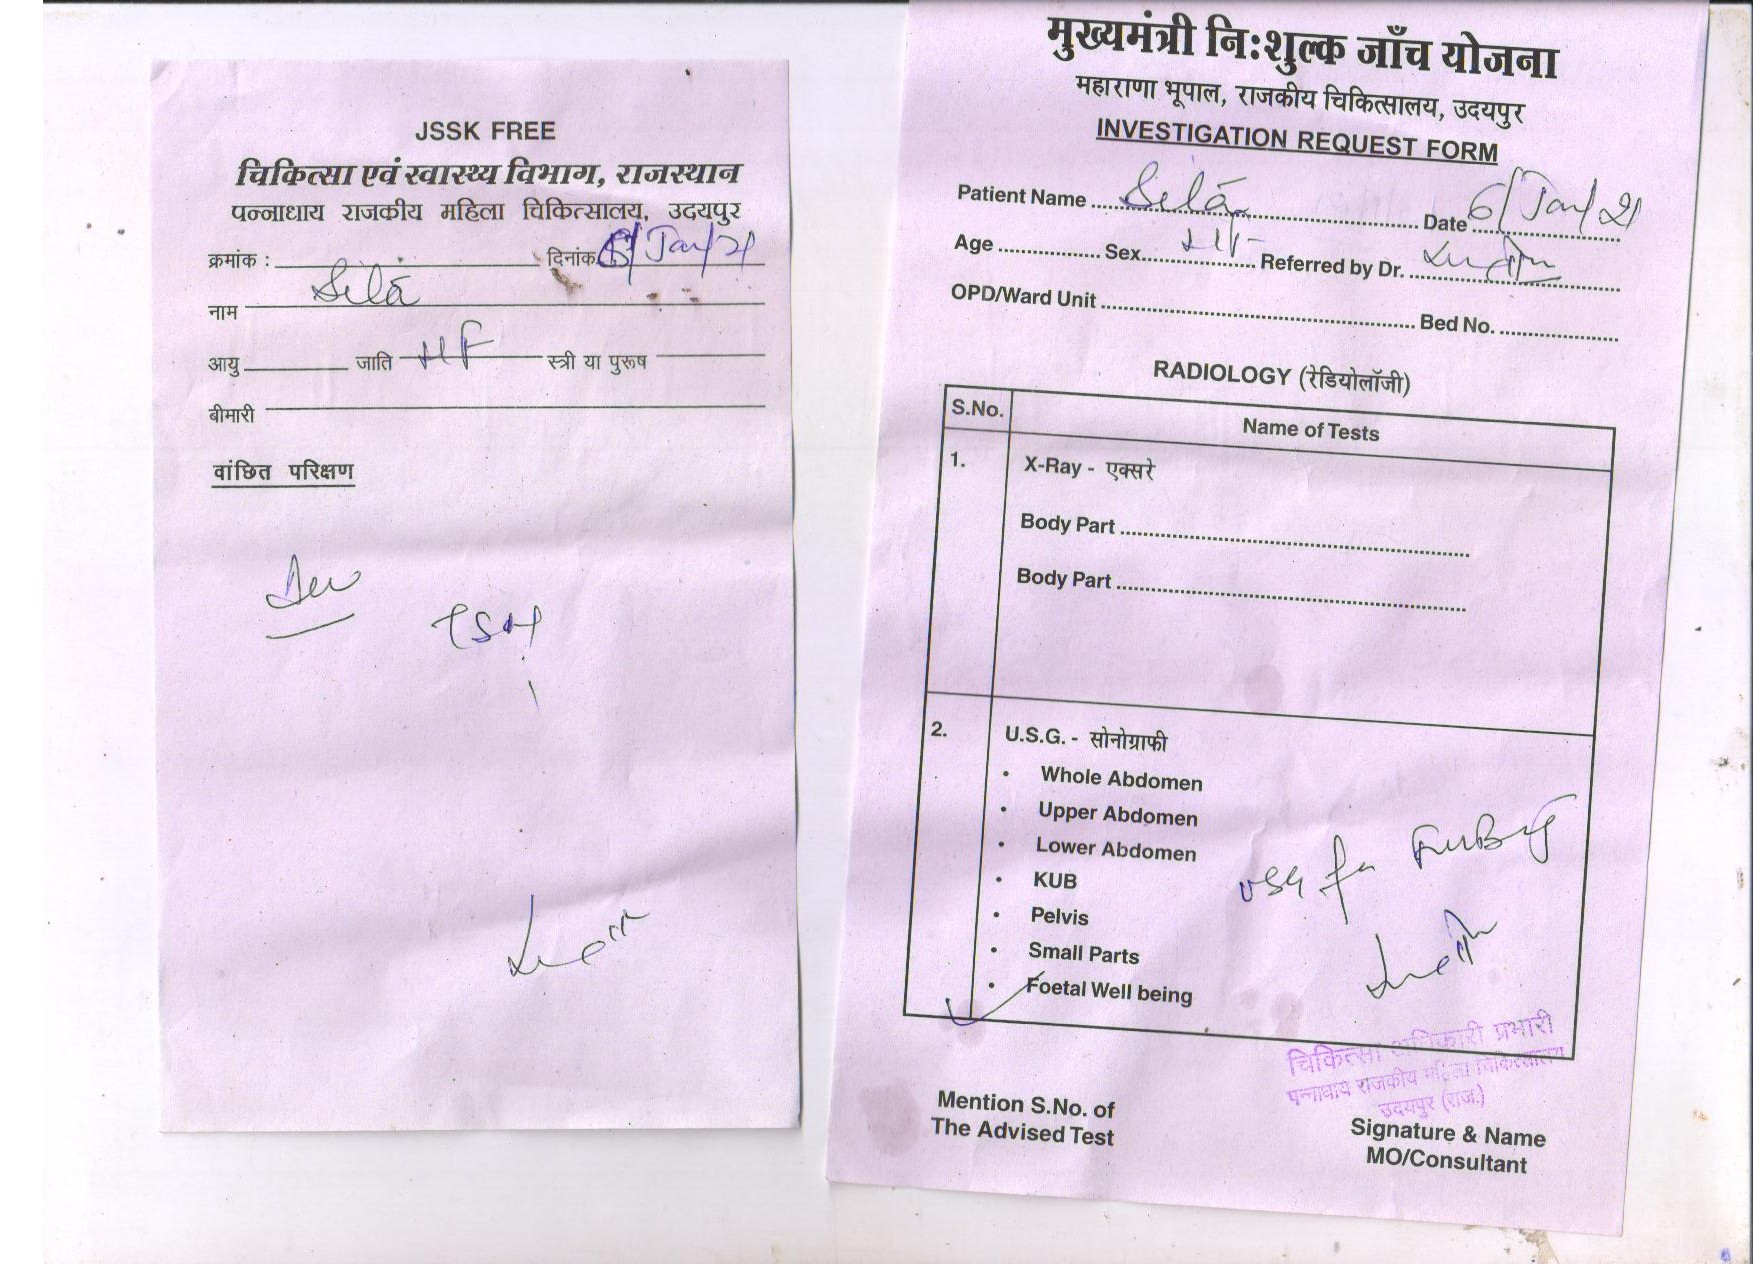 JSSK FREE
चिकित्सा एवं स्वास्थ्य विभाग, राजस्थान
पन्नाधाय राजकीय महिला चिकित्सालय, उदयपुर
क्रमांक : दिनांक 6/Jan/21
नाम Sila
आयु जाति HF स्त्री या पुरूष
बीमारी
वांछित परिक्षण
TSH
मुख्यमंत्री नि:शुल्क जाँच योजना
महाराणा भूपाल, राजकीय चिकित्सालय, उदयपुर
INVESTIGATION REQUEST FORM
Patient Name Sila Date 6/Jan/21
Age Sex Referred by Dr.
OPD/Ward Unit Bed No.
RADIOLOGY (रेडियोलॉजी)
S.No. Name of Tests
1. X-Ray - एक्सरे
Body Part
Body Part
2. U.S.G. - सोनोग्राफी
• Whole Abdomen
• Upper Abdomen
• Lower Abdomen
• KUB
• Pelvis
• Small Parts
• Foetal Well being
USG for
चिकित्सा अधिकारी प्रभारी
पन्नाधाय राजकीय महिला चिकित्सालय
उदयपुर (राज.)
Mention S.No. of
The Advised Test
Signature & Name
MO/Consultant